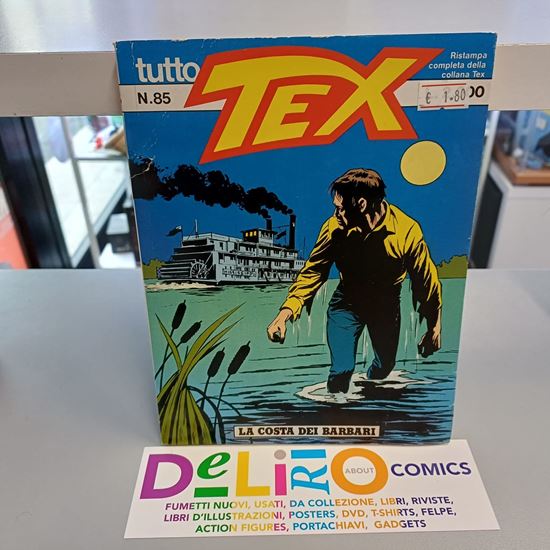 tutto
TEX
N.85
Ristampa
completa della
collana Tex
€ 1.80
00
LA COSTA DEI BARBARI
DeLiRiO
ABOUT
COMICS
FUMETTI NUOVI, USATI, DA COLLEZIONE, LIBRI, RIVISTE,
LIBRI D'ILLUSTRAZIONI, POSTERS, DVD, T-SHIRTS, FELPE,
ACTION FIGURES, PORTACHIAVI, GADGETS